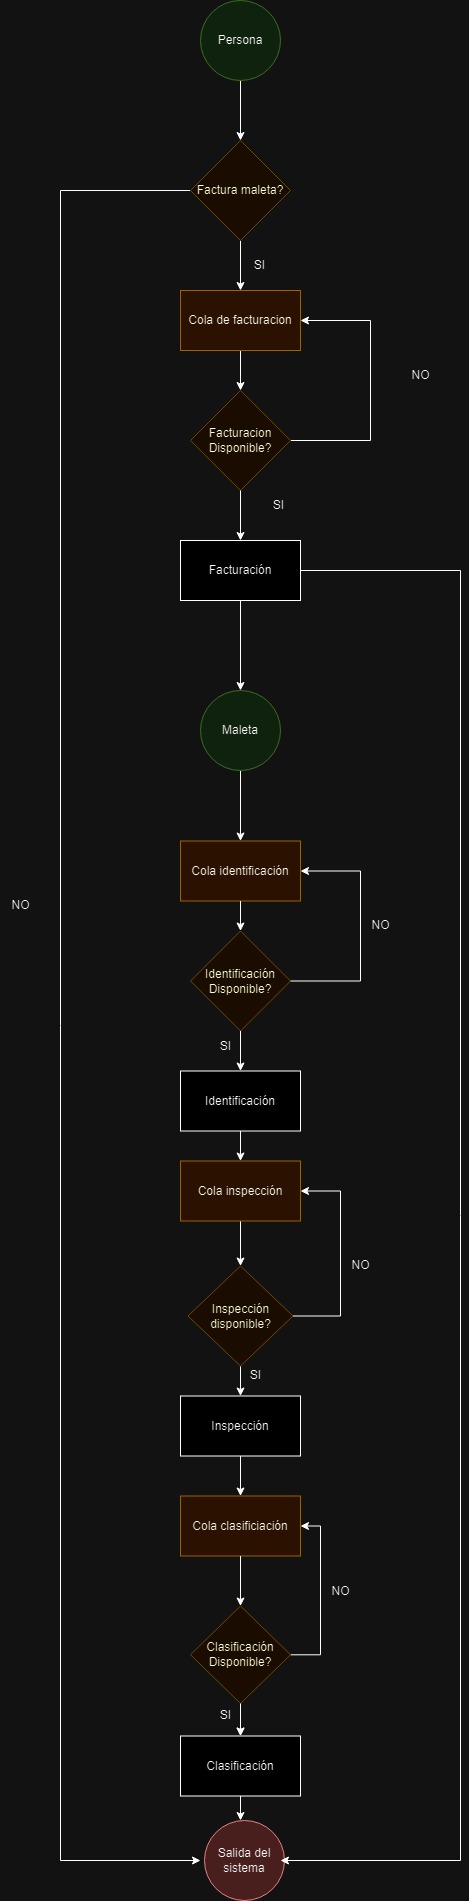 Persona
Factura maleta?
SI
Cola de facturacion
NO
Facturacion
Disponible?
SI
Facturación
Maleta
Cola identificación
NO
NO
Identificación
Disponible?
SI
Identificación
Cola inspección
NO
Inspección
disponible?
SI
Inspección
Cola clasificiación
NO
Clasificación
Disponible?
SI
Clasificación
Salida del
sistema